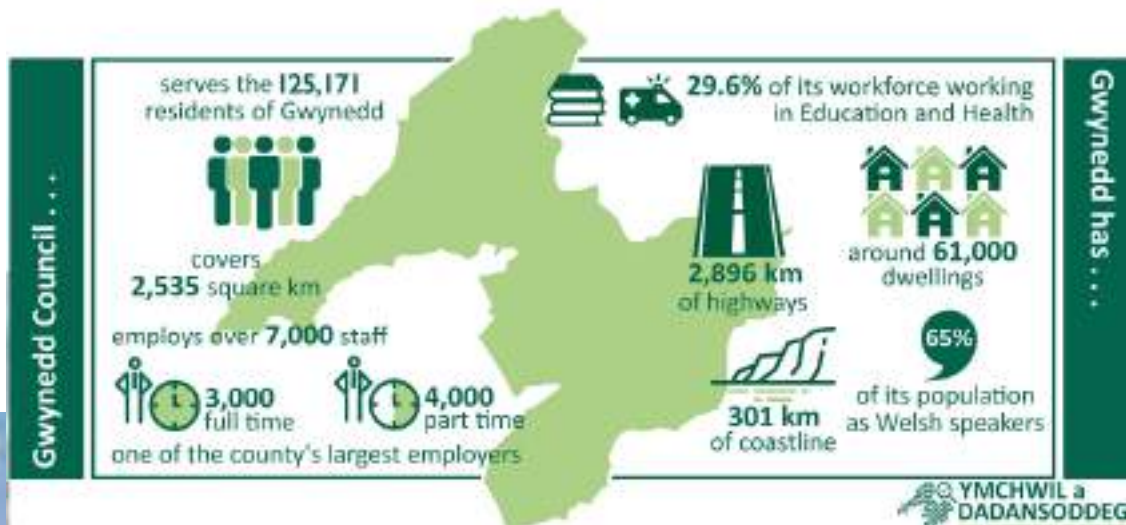 Gwynedd Council . . .
serves the 125,171
residents of Gwynedd
covers
2,535 square km
employs over 7,000 staff
3,000
full time
4,000
part time
one of the county's largest employers
Gwynedd has . . .
29.6% of its workforce working
in Education and Health
2,896 km
of highways
around 61,000
dwellings
301 km
of coastline
65%
of its population
as Welsh speakers
YMCHWIL a
DADANSODDEG